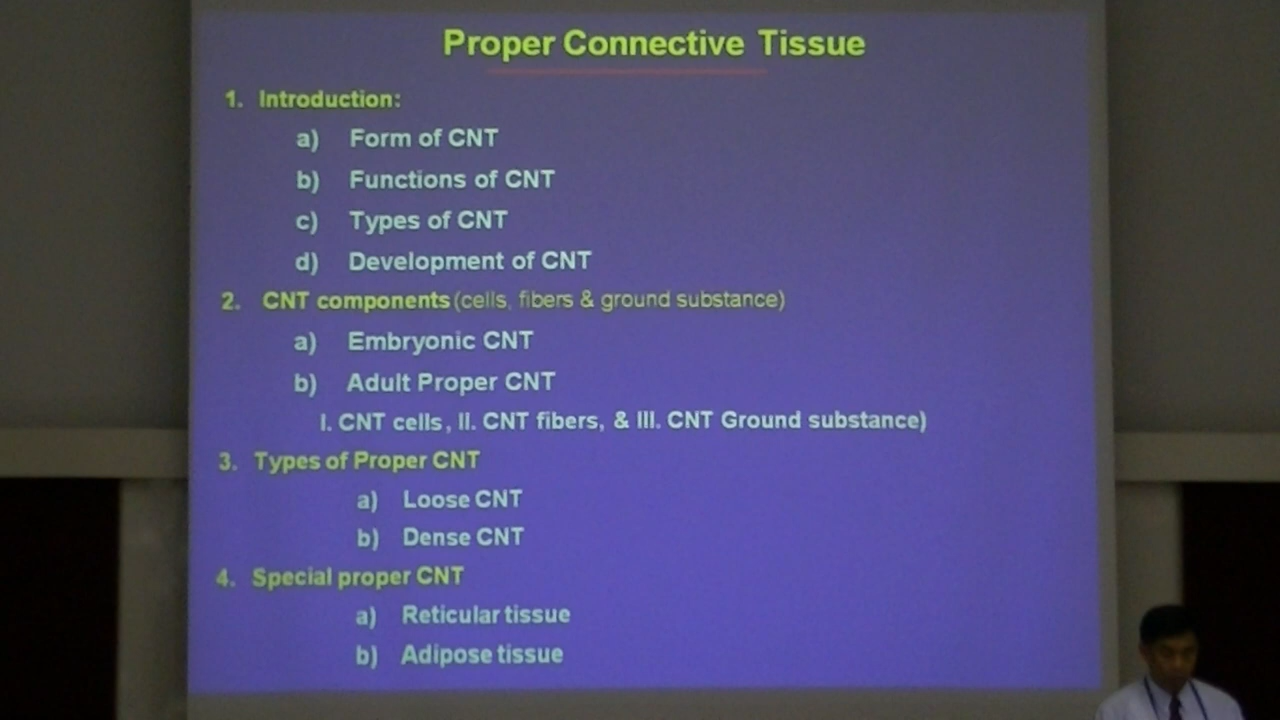 Proper Connective Tissue
1. Introduction:
a) Form of CNT
b) Functions of CNT
c) Types of CNT
d) Development of CNT
2. CNT components (cells, fibers & ground substance)
a) Embryonic CNT
b) Adult Proper CNT
I. CNT cells, II. CNT fibers, & III. CNT Ground substance)
3. Types of Proper CNT
a) Loose CNT
b) Dense CNT
4. Special proper CNT
a) Reticular tissue
b) Adipose tissue